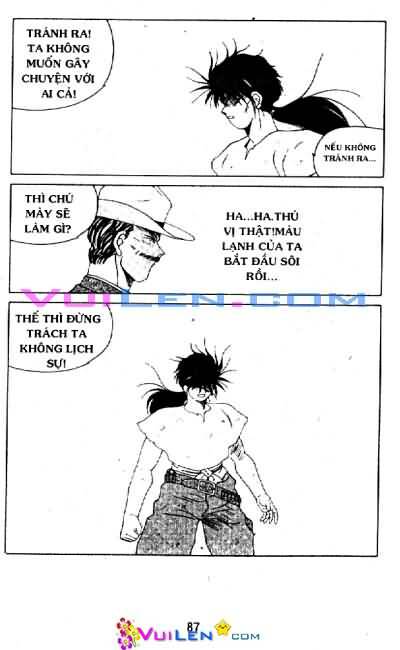 TRÁNH RA!
TA KHÔNG
MUỐN GÂY
CHUYỆN VỚI
AI CẢ!
NẾU KHÔNG
TRÁNH RA...
THÌ CHÚ
MÀY SẼ
LÀM GÌ?
HA...HA.THÚ
VỊ THẬT!MÁU
LẠNH CỦA TA
BẮT ĐẦU SÔI
RỒI...
VUILEN.COM
THẾ THÌ ĐỪNG
TRÁCH TA
KHÔNG LỊCH
SỰ!
87
VUILEN.COM